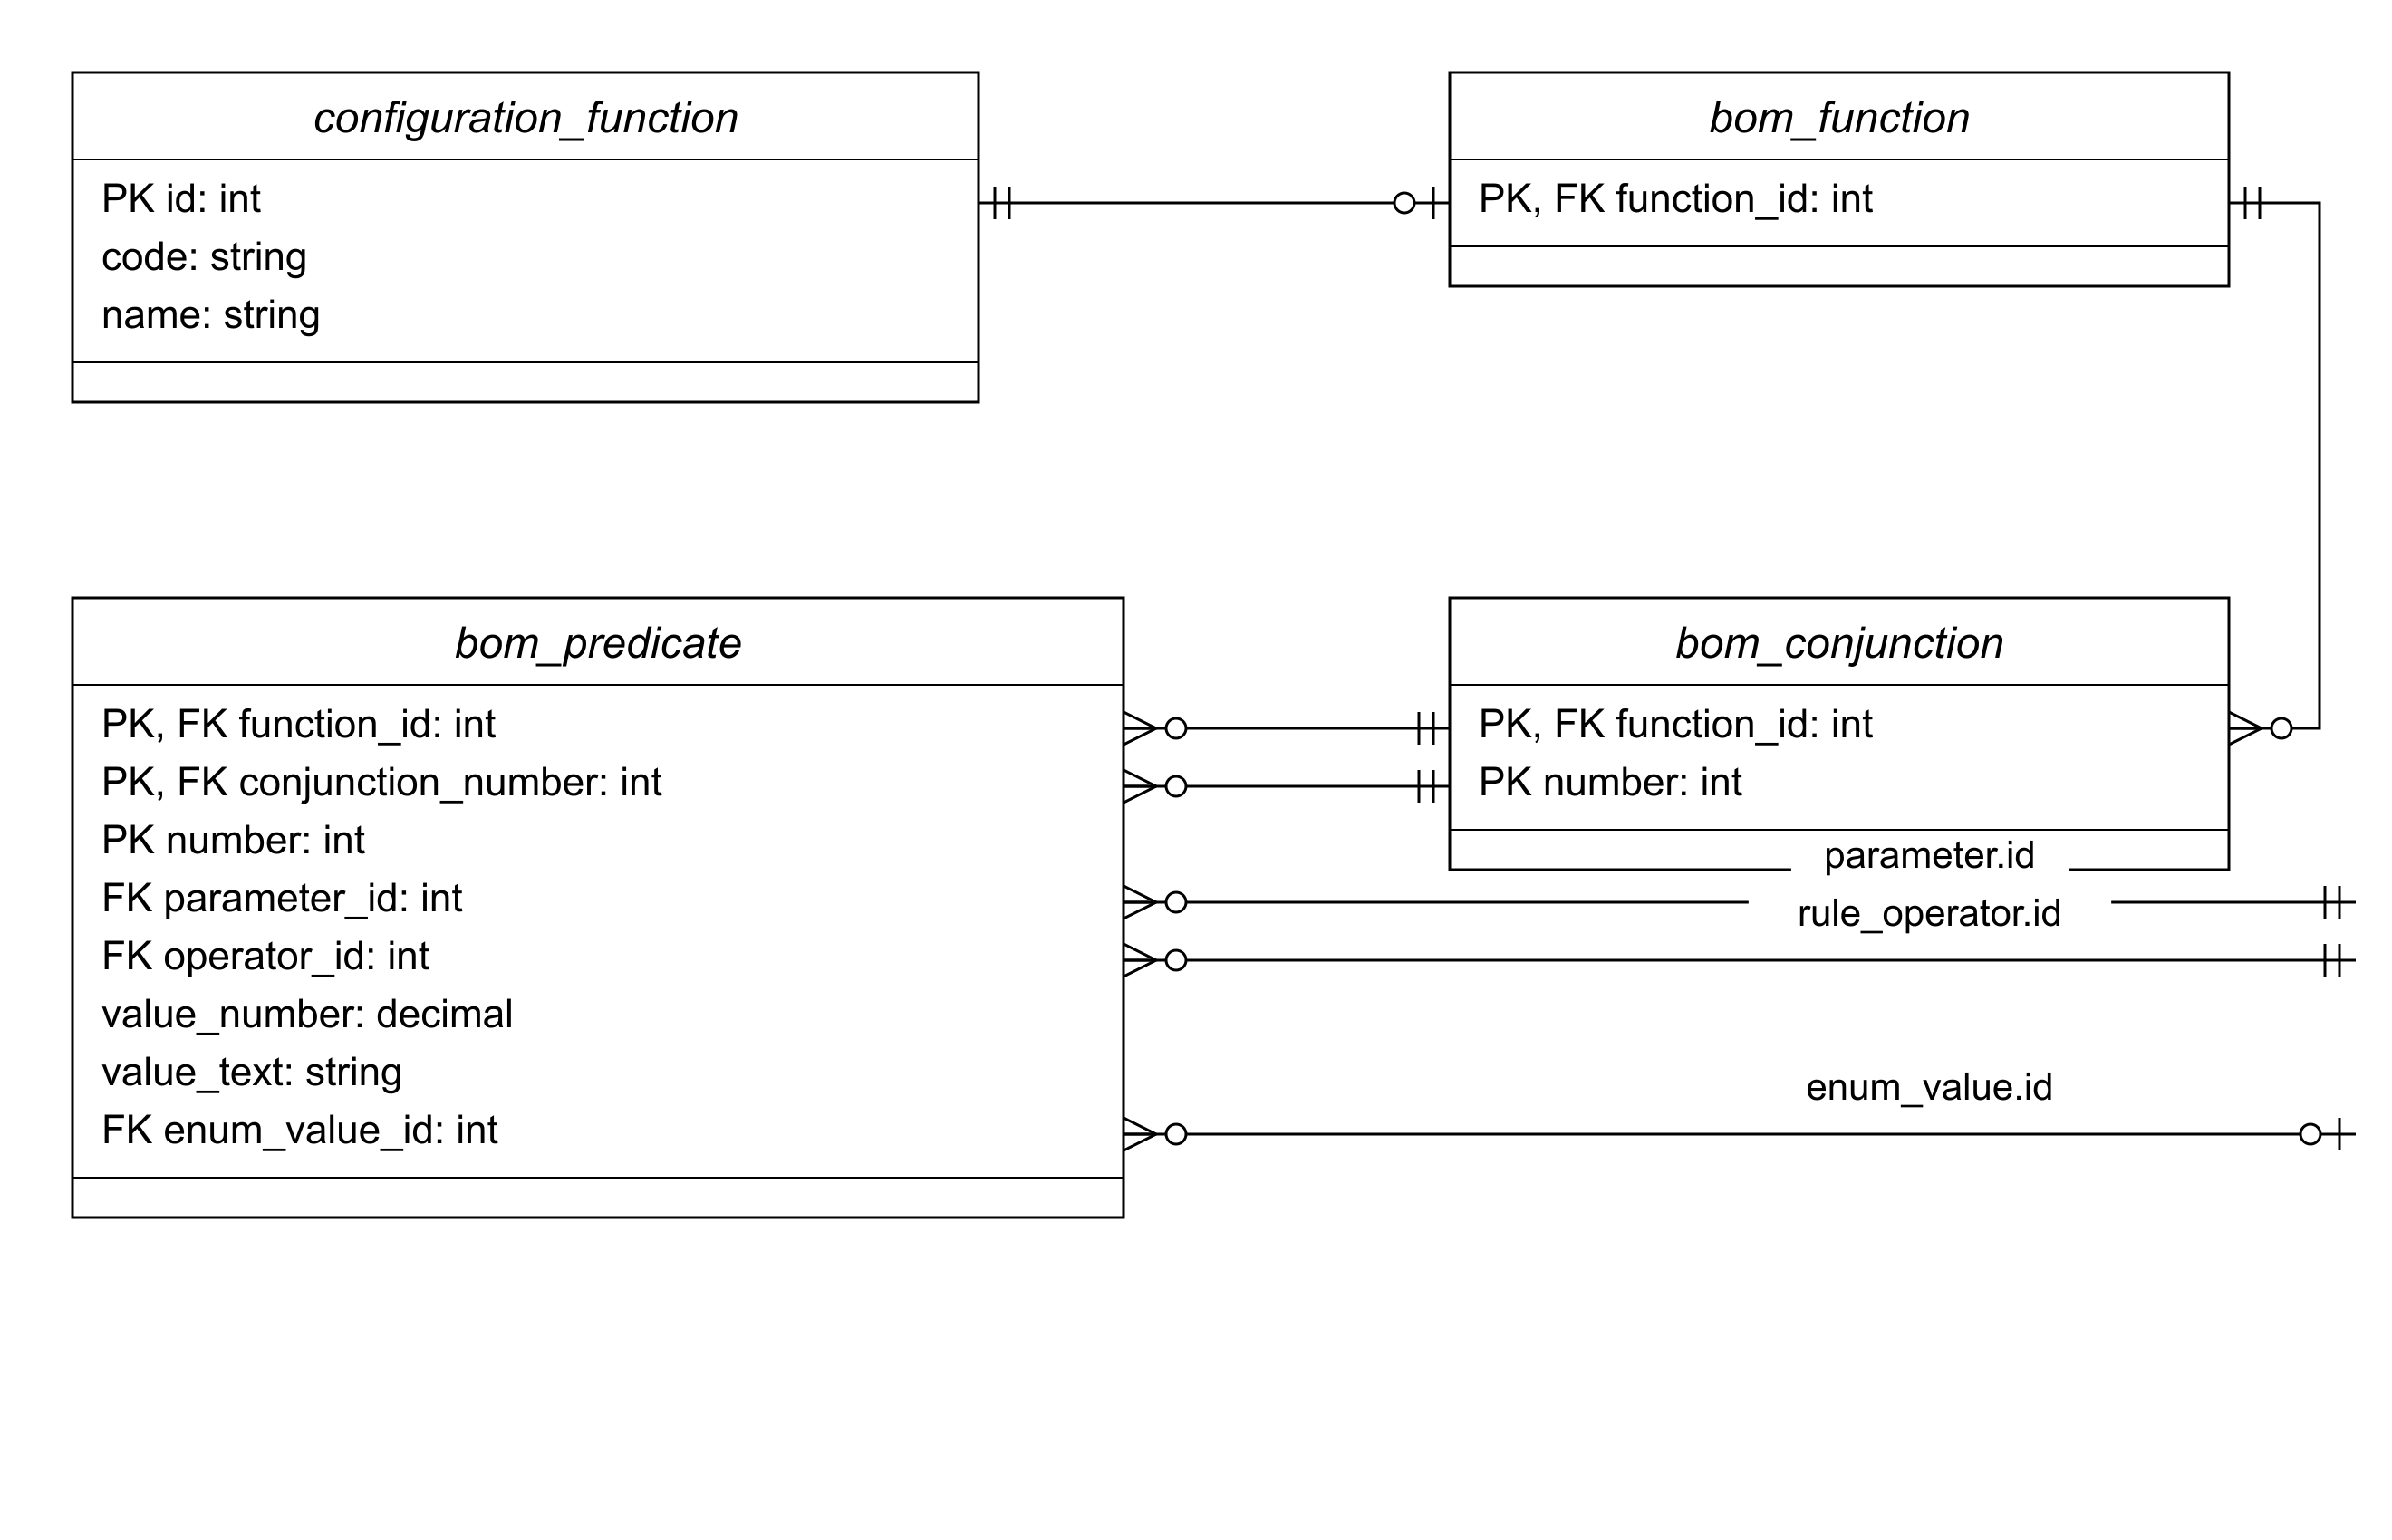 configuration_function
PK id: int
code: string
name: string
bom_function
PK, FK function_id: int
bom_predicate
PK, FK function_id: int
PK, FK conjunction_number: int
PK number: int
FK parameter_id: int
FK operator_id: int
value_number: decimal
value_text: string
FK enum_value_id: int
bom_conjunction
PK, FK function_id: int
PK number: int
parameter.id
rule_operator.id
enum_value.id